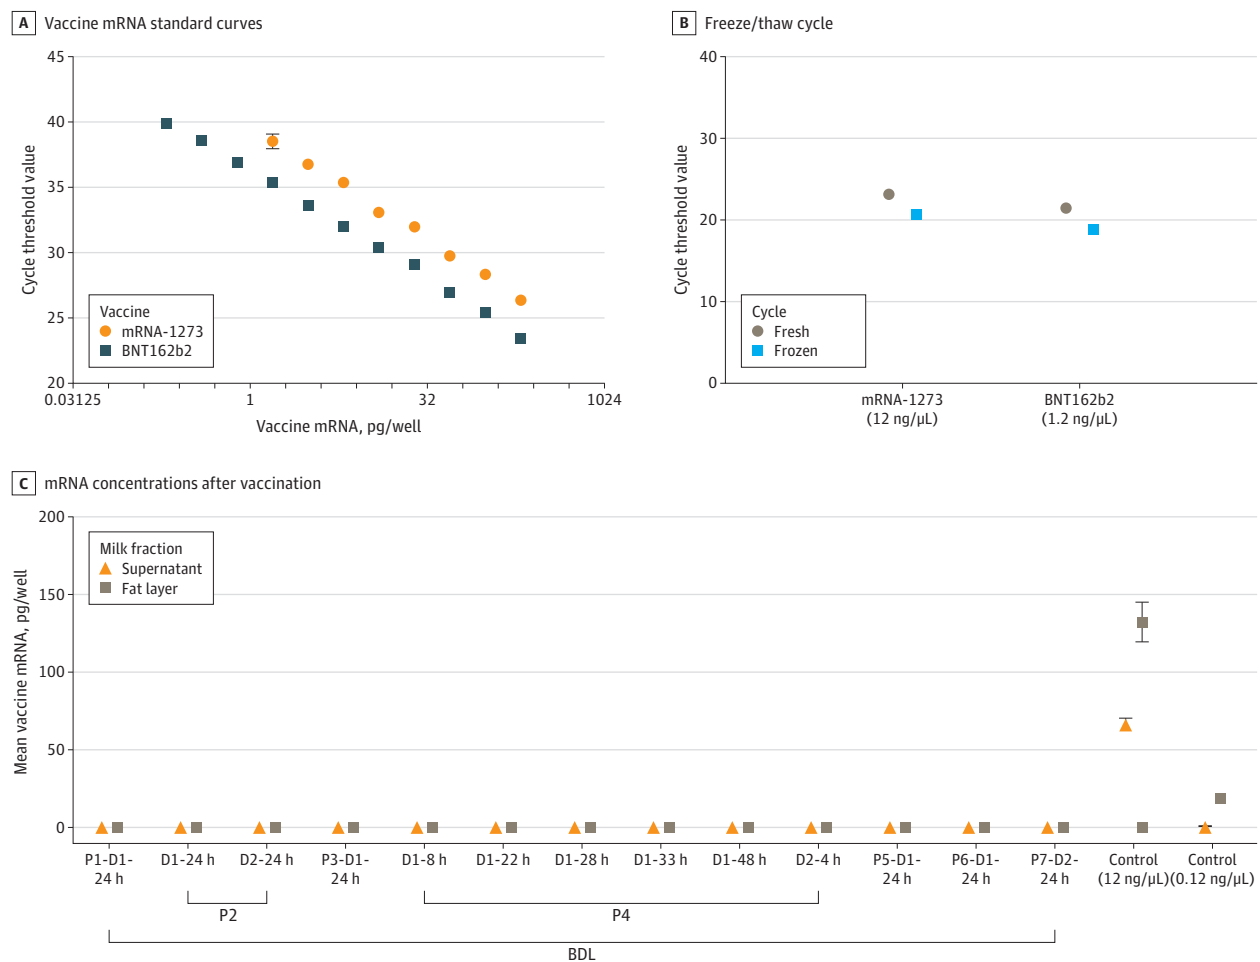 A Vaccine mRNA standard curves
45
40
35
30
25
20
Cycle threshold value
Vaccine
mRNA-1273
BNT162b2
0.03125 1 32 1024
Vaccine mRNA, pg/well
B Freeze/thaw cycle
40
30
20
10
0
Cycle threshold value
Cycle
Fresh
Frozen
mRNA-1273 BNT162b2
(12 ng/μL) (1.2 ng/μL)
C mRNA concentrations after vaccination
200
150
100
50
0
Mean vaccine mRNA, pg/well
Milk fraction
Supernatant
Fat layer
P1-D1- D1-24 h D2-24 h P3-D1- D1-8 h D1-22 h D1-28 h D1-33 h D1-48 h D2-4 h P5-D1- P6-D1- P7-D2- Control Control
24 h 24 h 24 h 24 h 24 h (12 ng/μL) (0.12 ng/μL)
P2 P4
BDL